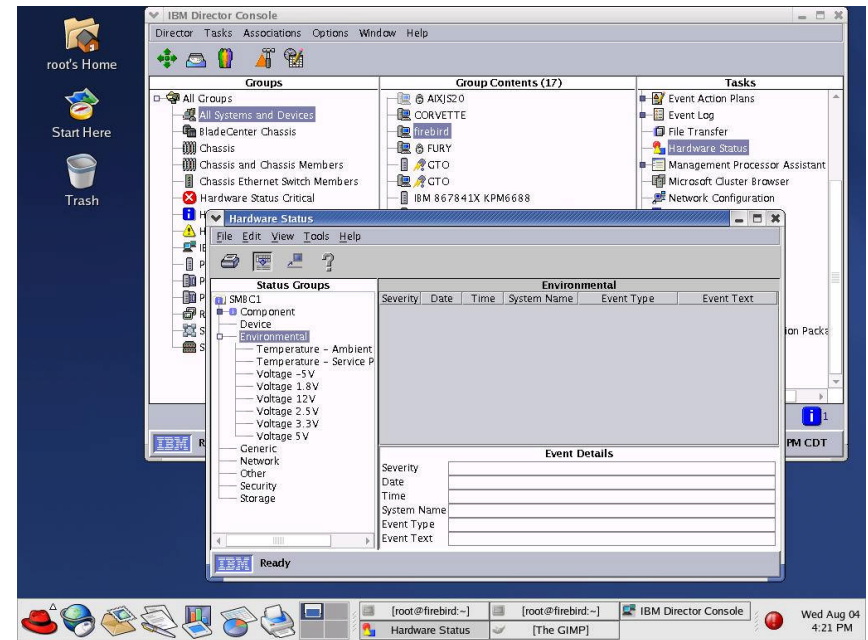 root's Home
Start Here
Trash
IBM Director Console
Director Tasks Associations Options Window Help
Groups
All Groups
All Systems and Devices
BladeCenter Chassis
Chassis
Chassis and Chassis Members
Chassis Ethernet Switch Members
Hardware Status Critical
Group Contents (17)
AIXJS20
CORVETTE
firebird
FURY
GTO
GTO
IBM 867841X KPM6688
Tasks
Event Action Plans
Event Log
File Transfer
Hardware Status
Management Processor Assistant
Microsoft Cluster Browser
Network Configuration
ion Packa
1
PM CDT
IBM R
Hardware Status
File Edit View Tools Help
Status Groups
SMBC1
Component
Device
Environmental
Temperature - Ambient
Temperature - Service P
Voltage -5V
Voltage 1.8V
Voltage 12V
Voltage 2.5V
Voltage 3.3V
Voltage 5V
Generic
Network
Other
Security
Storage
Environmental
Severity Date Time System Name Event Type Event Text
Event Details
Severity
Date
Time
System Name
Event Type
Event Text
IBM Ready
[root@firebird:~]
[root@firebird:~]
IBM Director Console
Hardware Status
[The GIMP]
Wed Aug 04
4:21 PM